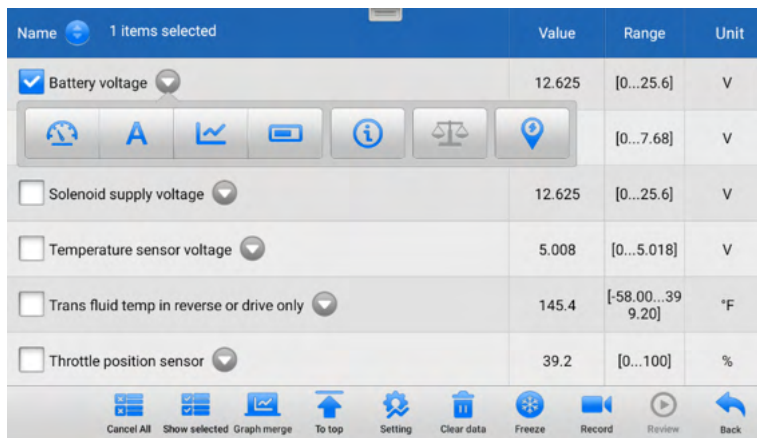 Name 1 items selected Value Range Unit
Battery voltage 12.625 [0...25.6] V
A
[0...7.68] V
Solenoid supply voltage 12.625 [0...25.6] V
Temperature sensor voltage 5.008 [0...5.018] V
Trans fluid temp in reverse or drive only 145.4 [-58.00...39
9.20] °F
Throttle position sensor 39.2 [0...100] %
Cancel All Show selected Graph merge To top Setting Clear data Freeze Record Review Back